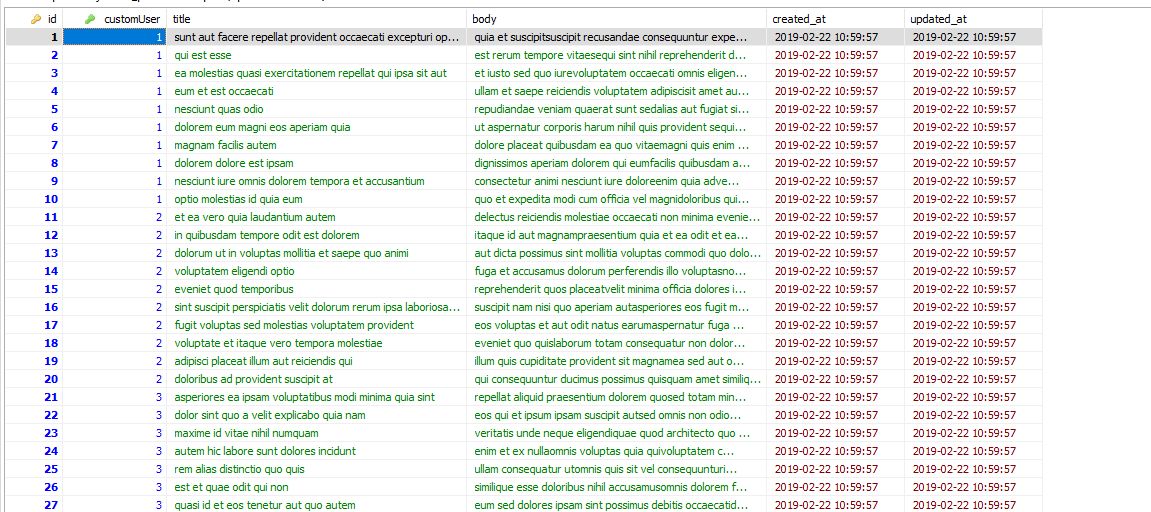 id customUser title body created_at updated_at
1 1 sunt aut facere repellat provident occaecati excepturi op... quia et suscipitsuscipit recusandae consequuntur expe... 2019-02-22 10:59:57 2019-02-22 10:59:57
2 1 qui est esse est rerum tempore vitaesequi sint nihil reprehenderit d... 2019-02-22 10:59:57 2019-02-22 10:59:57
3 1 ea molestias quasi exercitationem repellat qui ipsa sit aut et iusto sed quo iurevoluptatem occaecati omnis eligen... 2019-02-22 10:59:57 2019-02-22 10:59:57
4 1 eum et est occaecati ullam et saepe reiciendis voluptatem adipiscisit amet au... 2019-02-22 10:59:57 2019-02-22 10:59:57
5 1 nesciunt quas odio repudiandae veniam quaerat sunt sedalias aut fugiat si... 2019-02-22 10:59:57 2019-02-22 10:59:57
6 1 dolorem eum magni eos aperiam quia ut aspernatur corporis harum nihil quis provident sequi... 2019-02-22 10:59:57 2019-02-22 10:59:57
7 1 magnam facilis autem dolore placeat quibusdam ea quo vitaemagni quis enim ... 2019-02-22 10:59:57 2019-02-22 10:59:57
8 1 dolorem dolore est ipsam dignissimos aperiam dolorem qui eumfacilis quibusdam a... 2019-02-22 10:59:57 2019-02-22 10:59:57
9 1 nesciunt iure omnis dolorem tempora et accusantium consectetur animi nesciunt iure doloreenim quia adve... 2019-02-22 10:59:57 2019-02-22 10:59:57
10 1 optio molestias id quia eum quo et expedita modi cum officia vel magnidoloribus qui... 2019-02-22 10:59:57 2019-02-22 10:59:57
11 2 et ea vero quia laudantium autem delectus reiciendis molestiae occaecati non minima evenie... 2019-02-22 10:59:57 2019-02-22 10:59:57
12 2 in quibusdam tempore odit est dolorem itaque id aut magnampraesentium quia et ea odit et ea... 2019-02-22 10:59:57 2019-02-22 10:59:57
13 2 dolorum ut in voluptas mollitia et saepe quo animi aut dicta possimus sint mollitia voluptas commodi quo dolo... 2019-02-22 10:59:57 2019-02-22 10:59:57
14 2 voluptatem eligendi optio fuga et accusamus dolorum perferendis illo voluptasno... 2019-02-22 10:59:57 2019-02-22 10:59:57
15 2 eveniet quod temporibus reprehenderit quos placeatvelit minima officia dolores i... 2019-02-22 10:59:57 2019-02-22 10:59:57
16 2 sint suscipit perspiciatis velit dolorum rerum ipsa laboriosa... suscipit nam nisi quo aperiam autasperiores eos fugit m... 2019-02-22 10:59:57 2019-02-22 10:59:57
17 2 fugit voluptas sed molestias voluptatem provident eos voluptas et aut odit natus earumaspernatur fuga ... 2019-02-22 10:59:57 2019-02-22 10:59:57
18 2 voluptate et itaque vero tempora molestiae eveniet quo quislaborum totam consequatur non dolor... 2019-02-22 10:59:57 2019-02-22 10:59:57
19 2 adipisci placeat illum aut reiciendis qui illum quis cupiditate provident sit magnamea sed aut o... 2019-02-22 10:59:57 2019-02-22 10:59:57
20 2 doloribus ad provident suscipit at qui consequuntur ducimus possimus quisquam amet similiq... 2019-02-22 10:59:57 2019-02-22 10:59:57
21 3 asperiores ea ipsam voluptatibus modi minima quia sint repellat aliquid praesentium dolorem quosed totam min... 2019-02-22 10:59:57 2019-02-22 10:59:57
22 3 dolor sint quo a velit explicabo quia nam eos qui et ipsum ipsam suscipit autsed omnis non odio... 2019-02-22 10:59:57 2019-02-22 10:59:57
23 3 maxime id vitae nihil numquam veritatis unde neque eligendiquae quod architecto quo ... 2019-02-22 10:59:57 2019-02-22 10:59:57
24 3 autem hic labore sunt dolores incidunt enim et ex nullaomnis voluptas quia quivoluptatem c... 2019-02-22 10:59:57 2019-02-22 10:59:57
25 3 rem alias distinctio quo quis ullam consequatur utomnis quis sit vel consequunturi... 2019-02-22 10:59:57 2019-02-22 10:59:57
26 3 est et quae odit qui non similique esse doloribus nihil accusamusomnis dolorem f... 2019-02-22 10:59:57 2019-02-22 10:59:57
27 3 quasi id et eos tenetur aut quo autem eum sed dolores ipsam sint possimus debitis occaecatid... 2019-02-22 10:59:57 2019-02-22 10:59:57